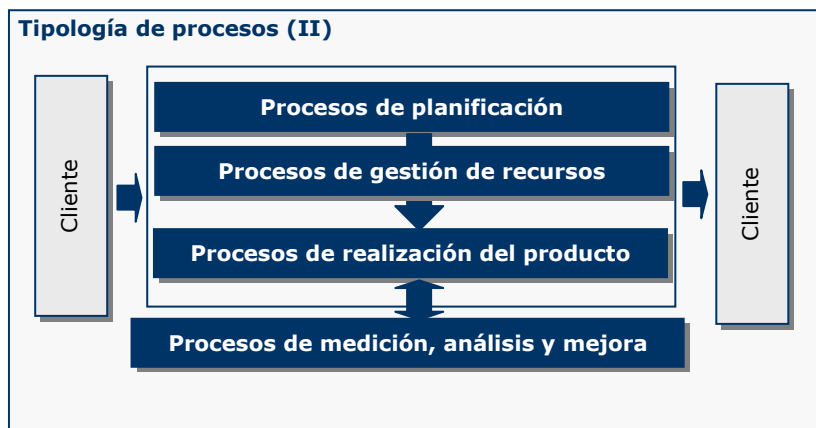 Tipología de procesos (II)
Cliente
Procesos de planificación
Procesos de gestión de recursos
Procesos de realización del producto
Procesos de medición, análisis y mejora
Cliente